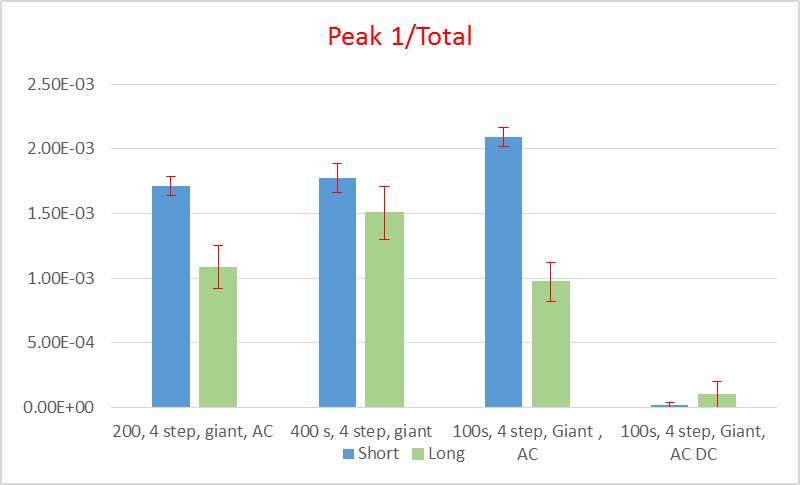 Peak 1/Total
2.50E-03
2.00E-03
1.50E-03
1.00E-03
5.00E-04
0.00E+00
200, 4 step, giant, AC
400 s, 4 step, giant
100s, 4 step, Giant ,
AC
100s, 4 step, Giant,
AC DC
Short
Long